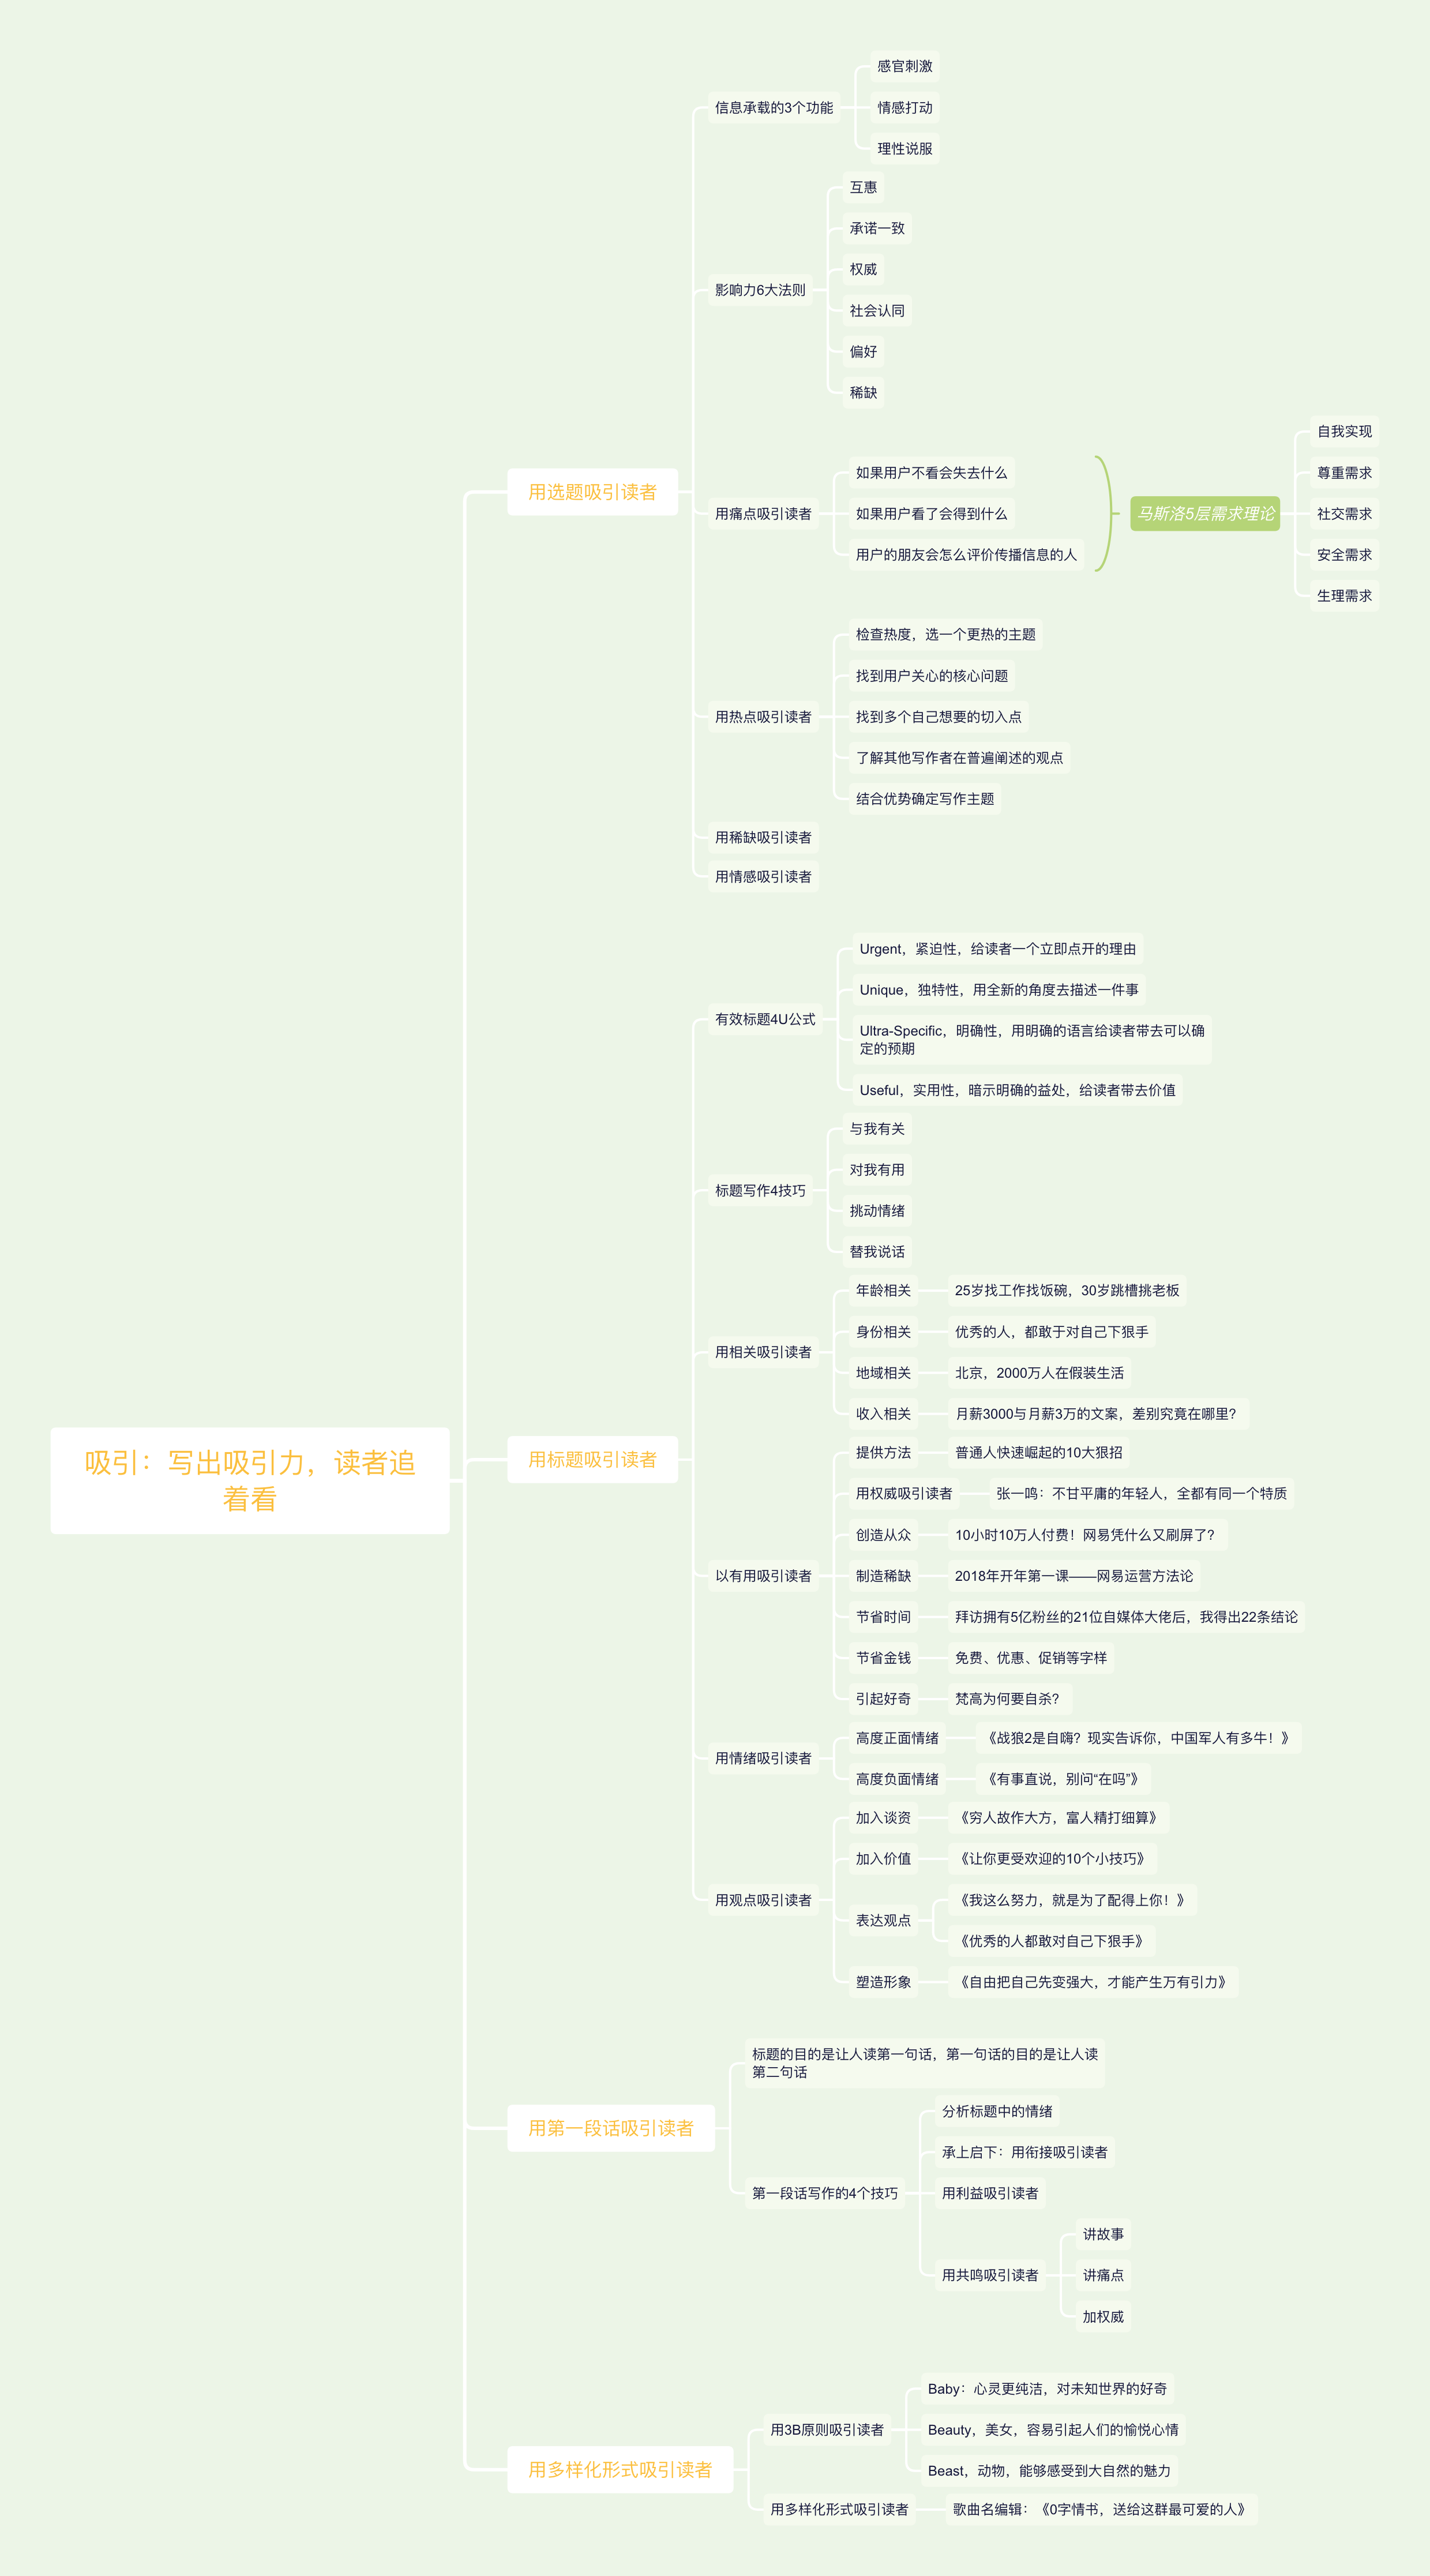 吸引：写出吸引力，读者追
着看
用选题吸引读者
信息承载的3个功能
感官刺激
情感打动
理性说服
影响力6大法则
互惠
承诺一致
权威
社会认同
偏好
稀缺
用痛点吸引读者
如果用户不看会失去什么
如果用户看了会得到什么
用户的朋友会怎么评价传播信息的人
马斯洛5层需求理论
自我实现
尊重需求
社交需求
安全需求
生理需求
用热点吸引读者
检查热度，选一个更热的主题
找到用户关心的核心问题
找到多个自己想要的切入点
了解其他写作者在普遍阐述的观点
结合优势确定写作主题
用稀缺吸引读者
用情感吸引读者
用标题吸引读者
有效标题4U公式
Urgent，紧迫性，给读者一个立即点开的理由
Unique，独特性，用全新的角度去描述一件事
Ultra-Specific，明确性，用明确的语言给读者带去可以确
定的预期
Useful，实用性，暗示明确的益处，给读者带去价值
标题写作4技巧
与我有关
对我有用
挑动情绪
替我说话
用相关吸引读者
年龄相关
25岁找工作找饭碗，30岁跳槽挑老板
身份相关
优秀的人，都敢于对自己下狠手
地域相关
北京，2000万人在假装生活
收入相关
月薪3000与月薪3万的文案，差别究竟在哪里？
以有用吸引读者
提供方法
普通人快速崛起的10大狠招
用权威吸引读者
张一鸣：不甘平庸的年轻人，全都有同一个特质
创造从众
10小时10万人付费！网易凭什么又刷屏了？
制造稀缺
2018年开年第一课——网易运营方法论
节省时间
拜访拥有5亿粉丝的21位自媒体大佬后，我得出22条结论
节省金钱
免费、优惠、促销等字样
引起好奇
梵高为何要自杀？
用情绪吸引读者
高度正面情绪
《战狼2是自嗨？现实告诉你，中国军人有多牛！》
高度负面情绪
《有事直说，别问“在吗”》
用观点吸引读者
加入谈资
《穷人故作大方，富人精打细算》
加入价值
《让你更受欢迎的10个小技巧》
表达观点
《我这么努力，就是为了配得上你！》
《优秀的人都敢对自己下狠手》
塑造形象
《自由把自己先变强大，才能产生万有引力》
用第一段话吸引读者
标题的目的是让人读第一句话，第一句话的目的是让人读
第二句话
第一段话写作的4个技巧
分析标题中的情绪
承上启下：用衔接吸引读者
用利益吸引读者
用共鸣吸引读者
讲故事
讲痛点
加权威
用多样化形式吸引读者
用3B原则吸引读者
Baby：心灵更纯洁，对未知世界的好奇
Beauty，美女，容易引起人们的愉悦心情
Beast，动物，能够感受到大自然的魅力
用多样化形式吸引读者
歌曲名编辑：《0字情书，送给这群最可爱的人》